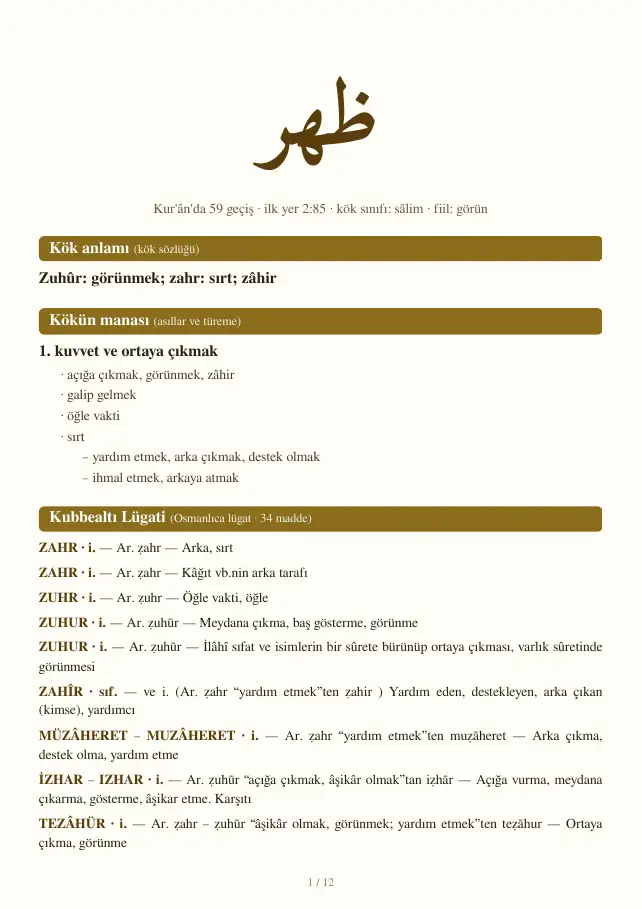 ظهر
Kur'ân'da 59 geçiş · ilk yer 2:85 · kök sınıfı: sâlim · fiil: görün
Kök anlamı (kök sözlüğü)
Zuhûr: görünmek; zahr: sırt; zâhir
Kökün manası (asıllar ve türeme)
1. kuvvet ve ortaya çıkmak
· açığa çıkmak, görünmek, zâhir
· galip gelmek
· öğle vakti
· sırt
– yardım etmek, arka çıkmak, destek olmak
– ihmal etmek, arkaya atmak
Kubbealtı Lügati (Osmanlıca lügat · 34 madde)
ZAHR · i. — Ar. ẓahr — Arka, sırt
ZAHR · i. — Ar. ẓahr — Kâğıt vb.nin arka tarafı
ZUHR · i. — Ar. ẓuhr — Öğle vakti, öğle
ZUHUR · i. — Ar. ẓuhūr — Meydana çıkma, baş gösterme, görünme
ZUHUR · i. — Ar. ẓuhūr — İlâhî sıfat ve isimlerin bir sûrete bürünüp ortaya çıkması, varlık sûretinde
görünmesi
ZAHÎR · sıf. — ve i. (Ar. ẓahr “yardım etmek”ten ẓahir ) Yardım eden, destekleyen, arka çıkan
(kimse), yardımcı
MÜZÂHERET – MUZÂHERET · i. — Ar. ẓahr “yardım etmek”ten muẓāheret — Arka çıkma,
destek olma, yardım etme
İZHAR – IZHAR · i. — Ar. ẓuhūr “açığa çıkmak, âşikâr olmak”tan iẓhār — Açığa vurma, meydana
çıkarma, gösterme, âşikar etme. Karşıtı
TEZÂHÜR · i. — Ar. ẓahr – ẓuhūr “âşikâr olmak, görünmek; yardım etmek”ten teẓāhur — Ortaya
çıkma, görünme
1 / 12